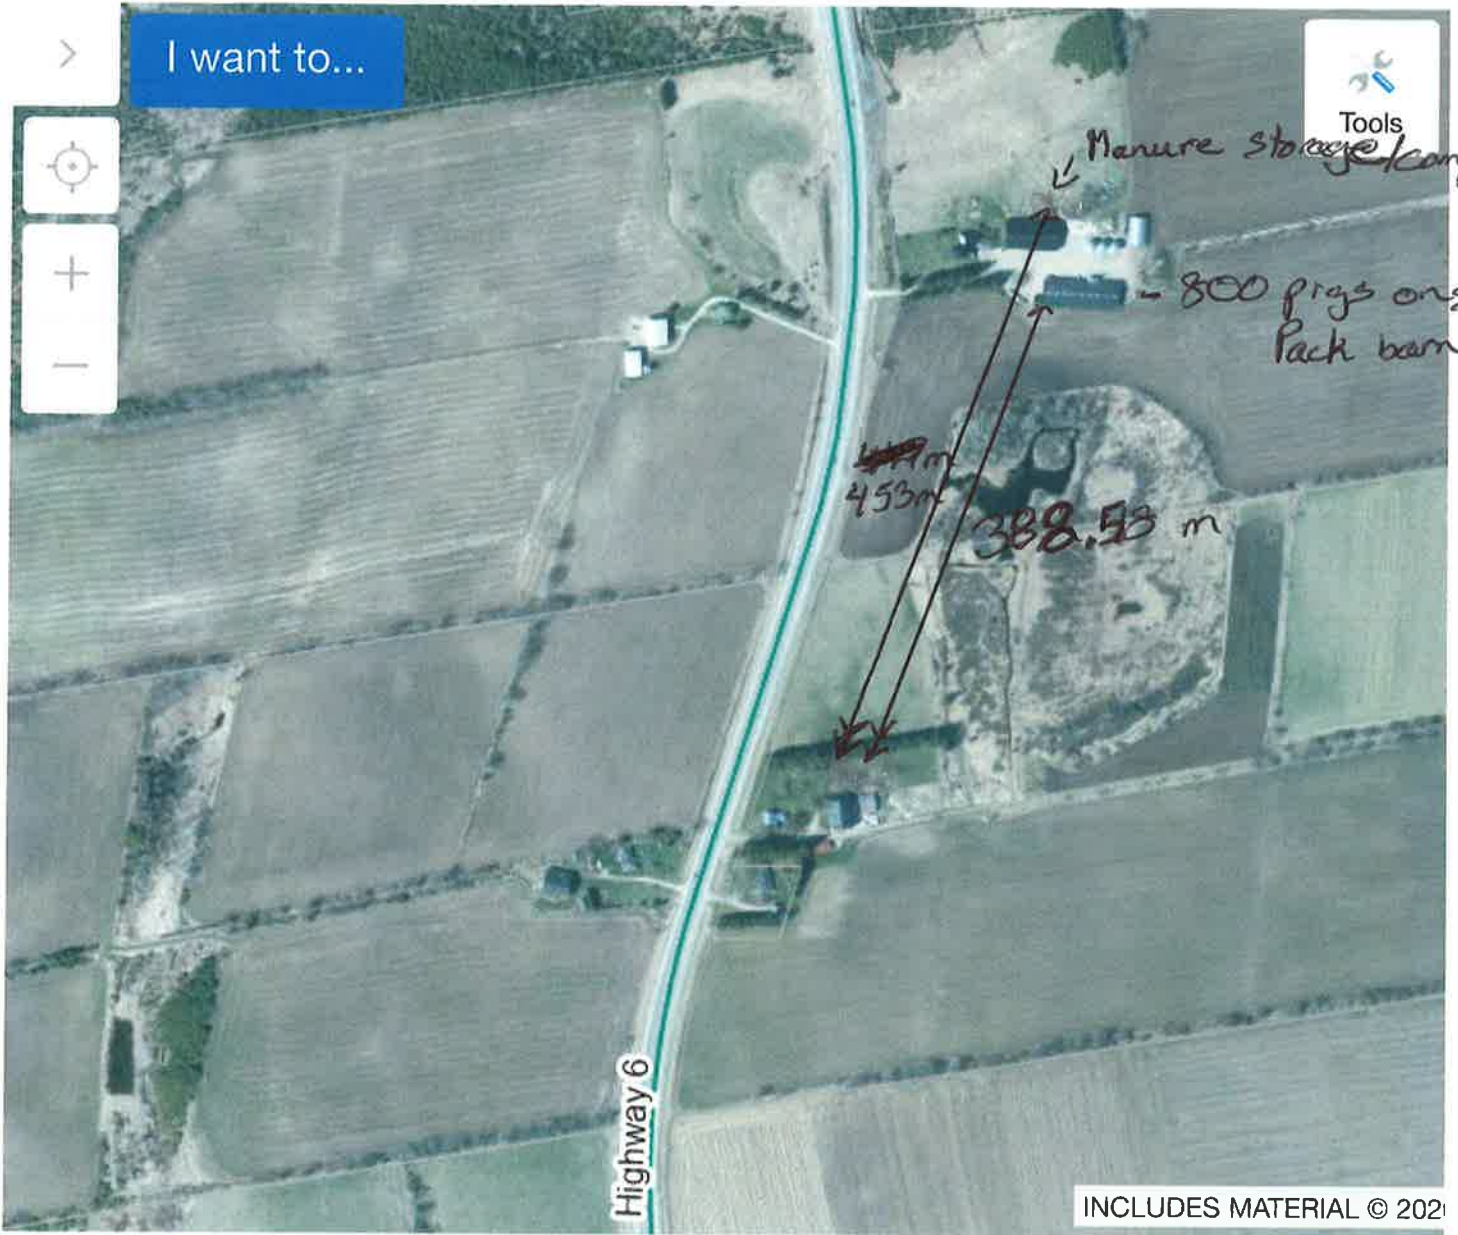 I want to...
Tools
Manure storage/com
- 800 pigs on
Pack barn
453m
388.58 m
Highway 6
INCLUDES MATERIAL © 202